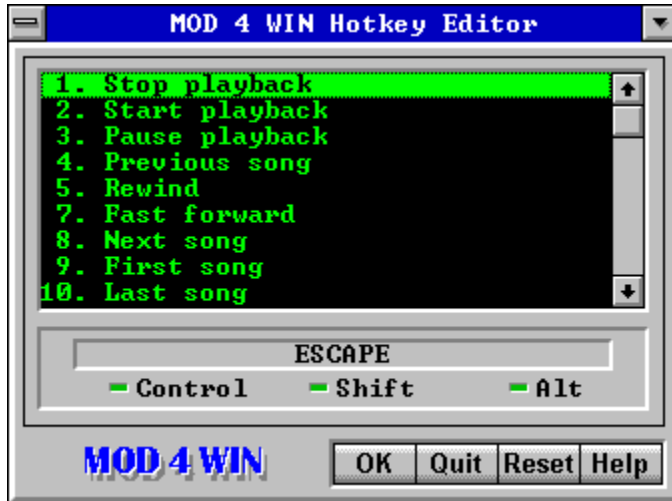 MOD 4 WIN Hotkey Editor
1. Stop playback
2. Start playback
3. Pause playback
4. Previous song
5. Rewind
7. Fast forward
8. Next song
9. First song
10. Last song
ESCAPE
Control Shift Alt
MOD 4 WIN OK Quit Reset Help